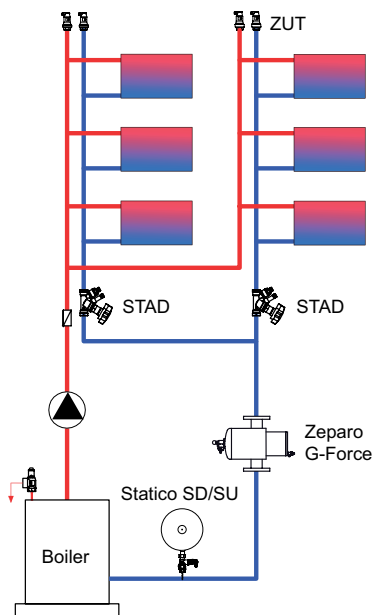 ZUT
STAD
STAD
Zeparo
G-Force
Statico SD/SU
Boiler